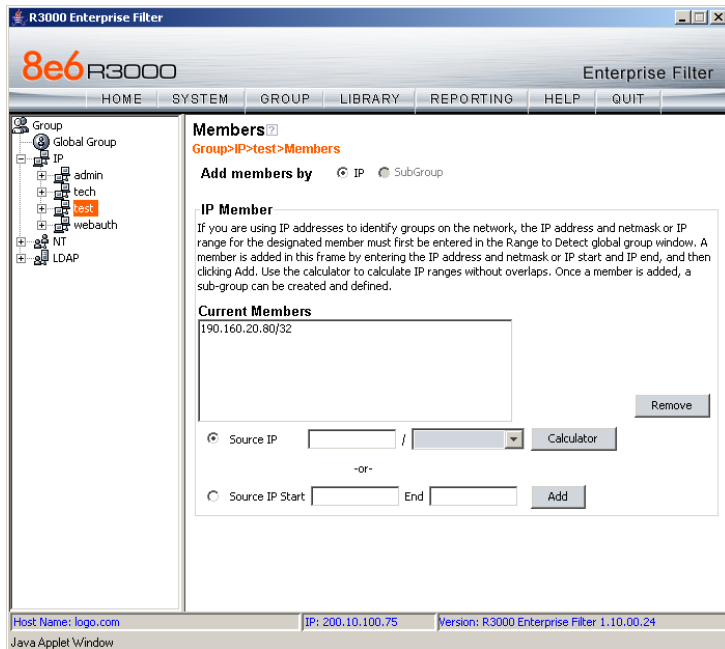 R3000 Enterprise Filter
8e6 R3000
Enterprise Filter
HOME SYSTEM GROUP LIBRARY REPORTING HELP QUIT
Group
Global Group
IP
admin
tech
test
webauth
NT
LDAP
Members?
Group>IP>test>Members
Add members by IP SubGroup
IP Member
If you are using IP addresses to identify groups on the network, the IP address and netmask or IP
range for the designated member must first be entered in the Range to Detect global group window. A
member is added in this frame by entering the IP address and netmask or IP start and IP end, and then
clicking Add. Use the calculator to calculate IP ranges without overlaps. Once a member is added, a
sub-group can be created and defined.
Current Members
190.160.20.80/32
Remove
Source IP / Calculator
-or-
Source IP Start End Add
Host Name: logo.com IP: 200.10.100.75 Version: R3000 Enterprise Filter 1.10.00.24
Java Applet Window